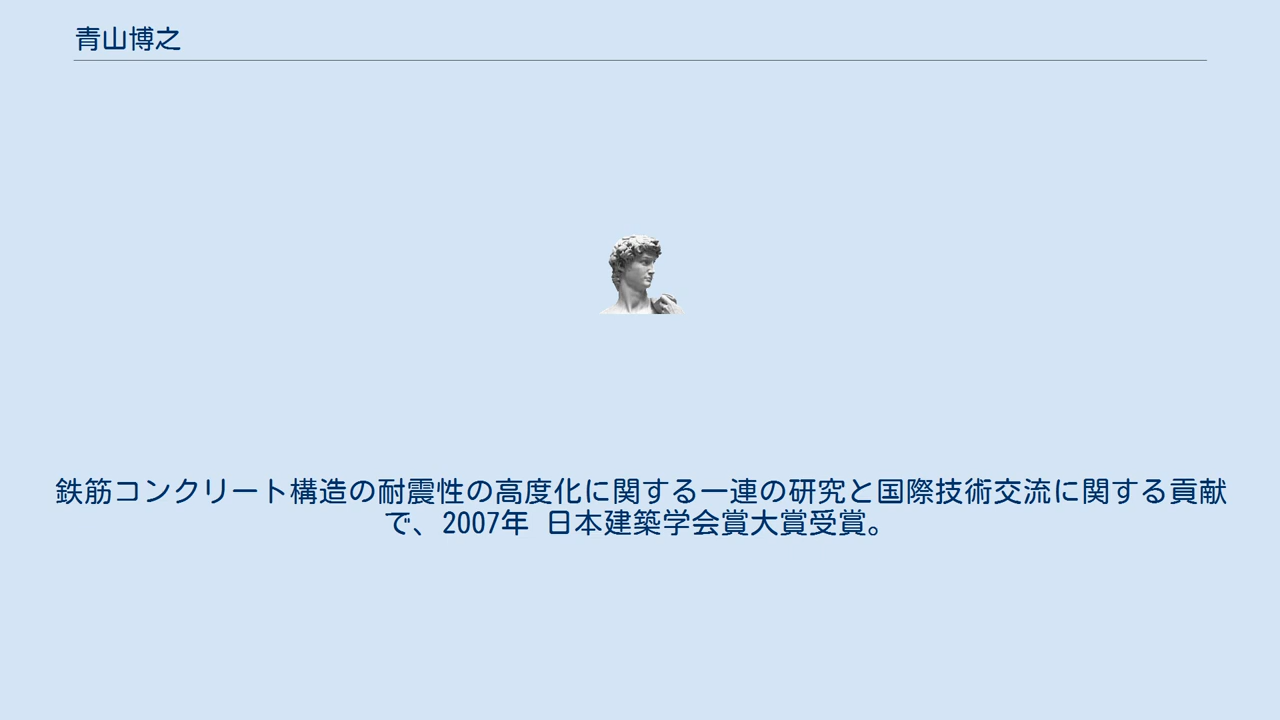 青山博之
鉄筋コンクリート構造の耐震性の高度化に関する一連の研究と国際技術交流に関する貢献
で、2007年 日本建築学会賞大賞受賞。